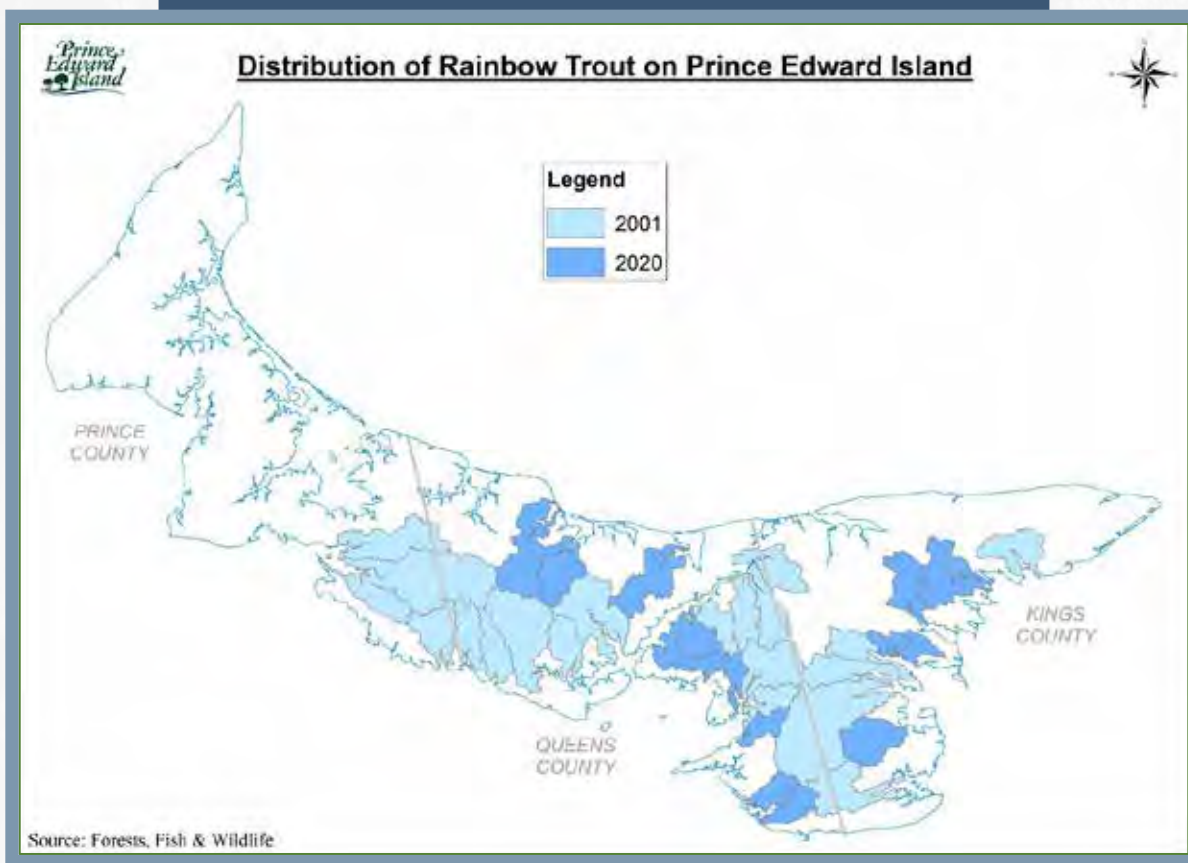 Prince
Edward
Island
Distribution of Rainbow Trout on Prince Edward Island
Legend
2001
2020
PRINCE
COUNTY
KINGS
COUNTY
QUEENS
COUNTY
Source: Forests, Fish & Wildlife